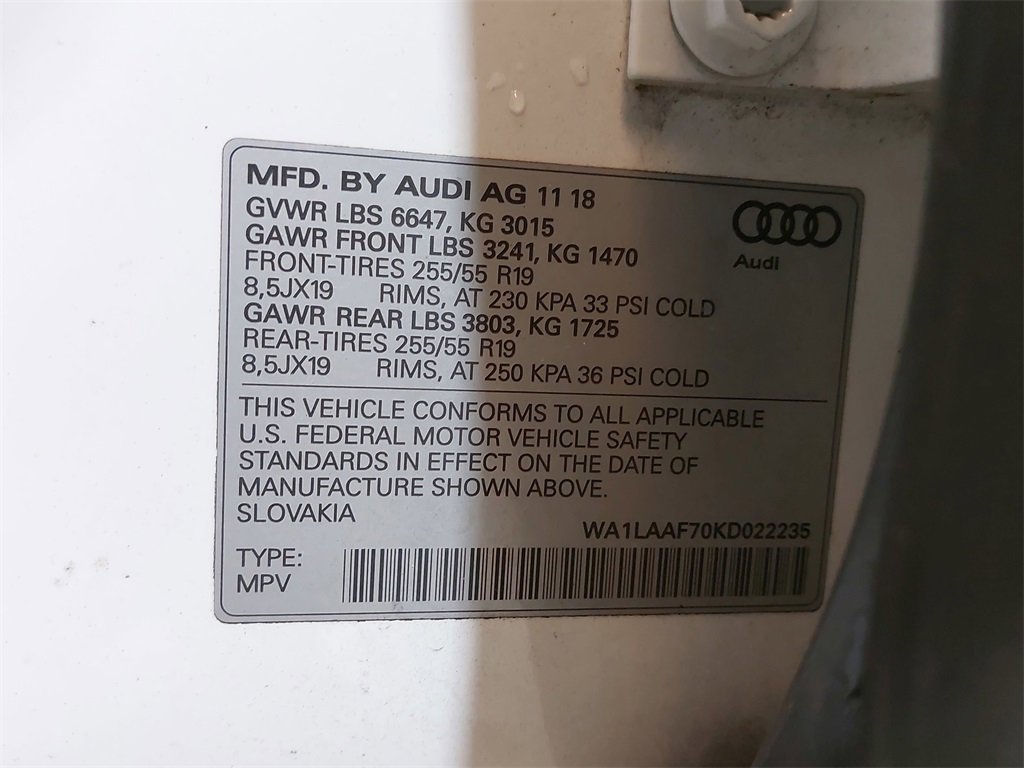 MFD. BY AUDI AG 11 18
GVWR LBS 6647, KG 3015
GAWR FRONT LBS 3241, KG 1470
FRONT-TIRES 255/55 R19
8,5JX19 RIMS, AT 230 KPA 33 PSI COLD
GAWR REAR LBS 3803, KG 1725
REAR-TIRES 255/55 R19
8,5JX19 RIMS, AT 250 KPA 36 PSI COLD
Audi
THIS VEHICLE CONFORMS TO ALL APPLICABLE
U.S. FEDERAL MOTOR VEHICLE SAFETY
STANDARDS IN EFFECT ON THE DATE OF
MANUFACTURE SHOWN ABOVE.
SLOVAKIA
WA1LAAF70KD022235
TYPE:
MPV